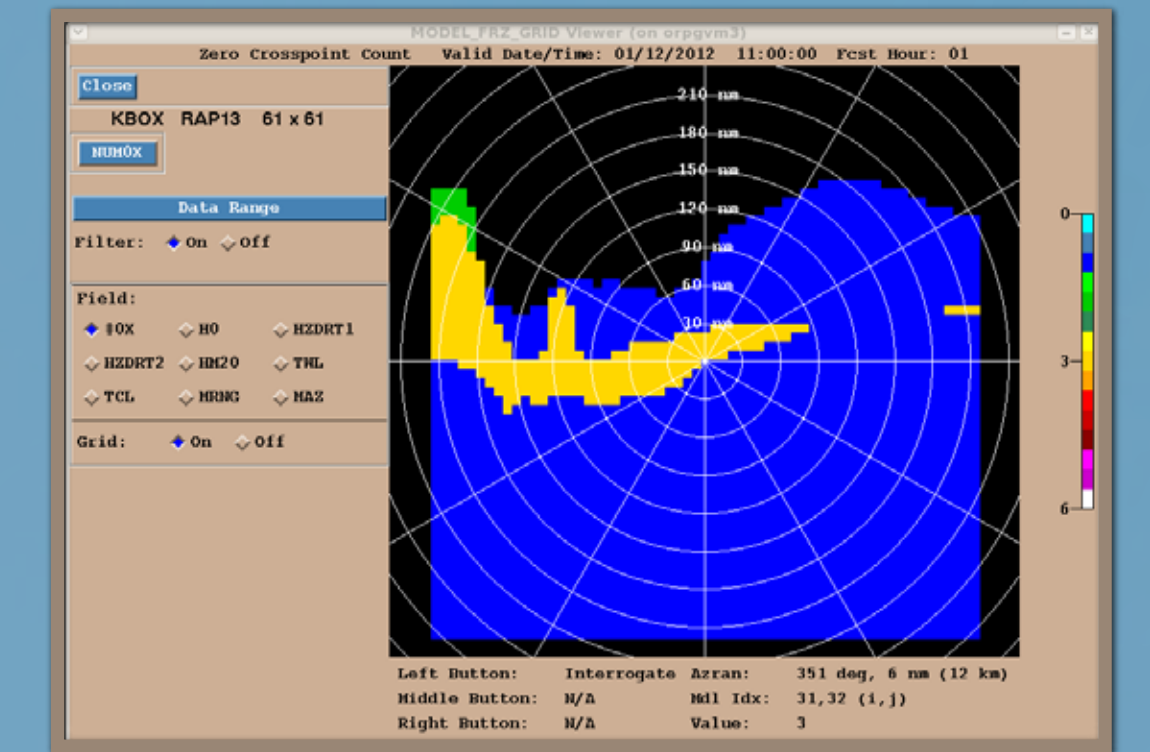 MODEL_FRZ_GRID Viewer (on orpgvm3)
Zero Crosspoint Count Valid Date/Time: 01/12/2012 11:00:00 Fcst Hour: 01
Close
KBOX RAP13 61 x 61
NUM0X
Data Range
Filter: On Off
Field:
#0X H0 HZDRT1
HZDRT2 HM20 TWL
TCL MRNG MAZ
Grid: On Off
210 nm
180 nm
150 nm
120 nm
90 nm
60 nm
30 nm
0
3
6
Left Button: Interrogate Azran: 351 deg, 6 nm (12 km)
Middle Button: N/A Mdl Idx: 31,32 (i,j)
Right Button: N/A Value: 3